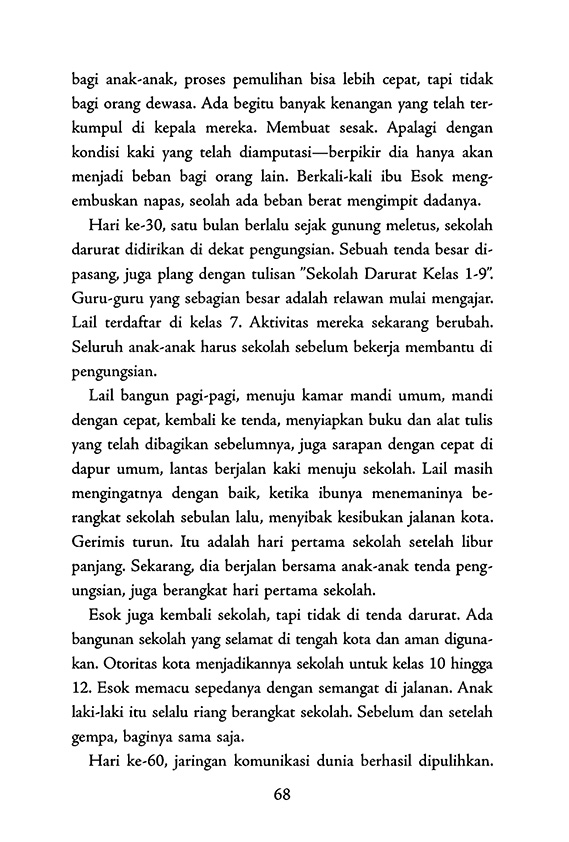 bagi anak-anak, proses pemulihan bisa lebih cepat, tapi tidak
bagi orang dewasa. Ada begitu banyak kenangan yang telah ter-
kumpul di kepala mereka. Membuat sesak. Apalagi dengan
kondisi kaki yang telah diamputasi—berpikir dia hanya akan
menjadi beban bagi orang lain. Berkali-kali ibu Esok meng-
embuskan napas, seolah ada beban berat mengimpit dadanya.
Hari ke-30, satu bulan berlalu sejak gunung meletus, sekolah
darurat didirikan di dekat pengungsian. Sebuah tenda besar di-
pasang, juga plang dengan tulisan ”Sekolah Darurat Kelas 1-9”.
Guru-guru yang sebagian besar adalah relawan mulai mengajar.
Lail terdaftar di kelas 7. Aktivitas mereka sekarang berubah.
Seluruh anak-anak harus sekolah sebelum bekerja membantu di
pengungsian.
Lail bangun pagi-pagi, menuju kamar mandi umum, mandi
dengan cepat, kembali ke tenda, menyiapkan buku dan alat tulis
yang telah dibagikan sebelumnya, juga sarapan dengan cepat di
dapur umum, lantas berjalan kaki menuju sekolah. Lail masih
mengingatnya dengan baik, ketika ibunya menemaninya be-
rangkat sekolah sebulan lalu, menyibak kesibukan jalanan kota.
Gerimis turun. Itu adalah hari pertama sekolah setelah libur
panjang. Sekarang, dia berjalan bersama anak-anak tenda peng-
ungsian, juga berangkat hari pertama sekolah.
Esok juga kembali sekolah, tapi tidak di tenda darurat. Ada
bangunan sekolah yang selamat di tengah kota dan aman diguna-
kan. Otoritas kota menjadikannya sekolah untuk kelas 10 hingga
12. Esok memacu sepedanya dengan semangat di jalanan. Anak
laki-laki itu selalu riang berangkat sekolah. Sebelum dan setelah
gempa, baginya sama saja.
Hari ke-60, jaringan komunikasi dunia berhasil dipulihkan.
68